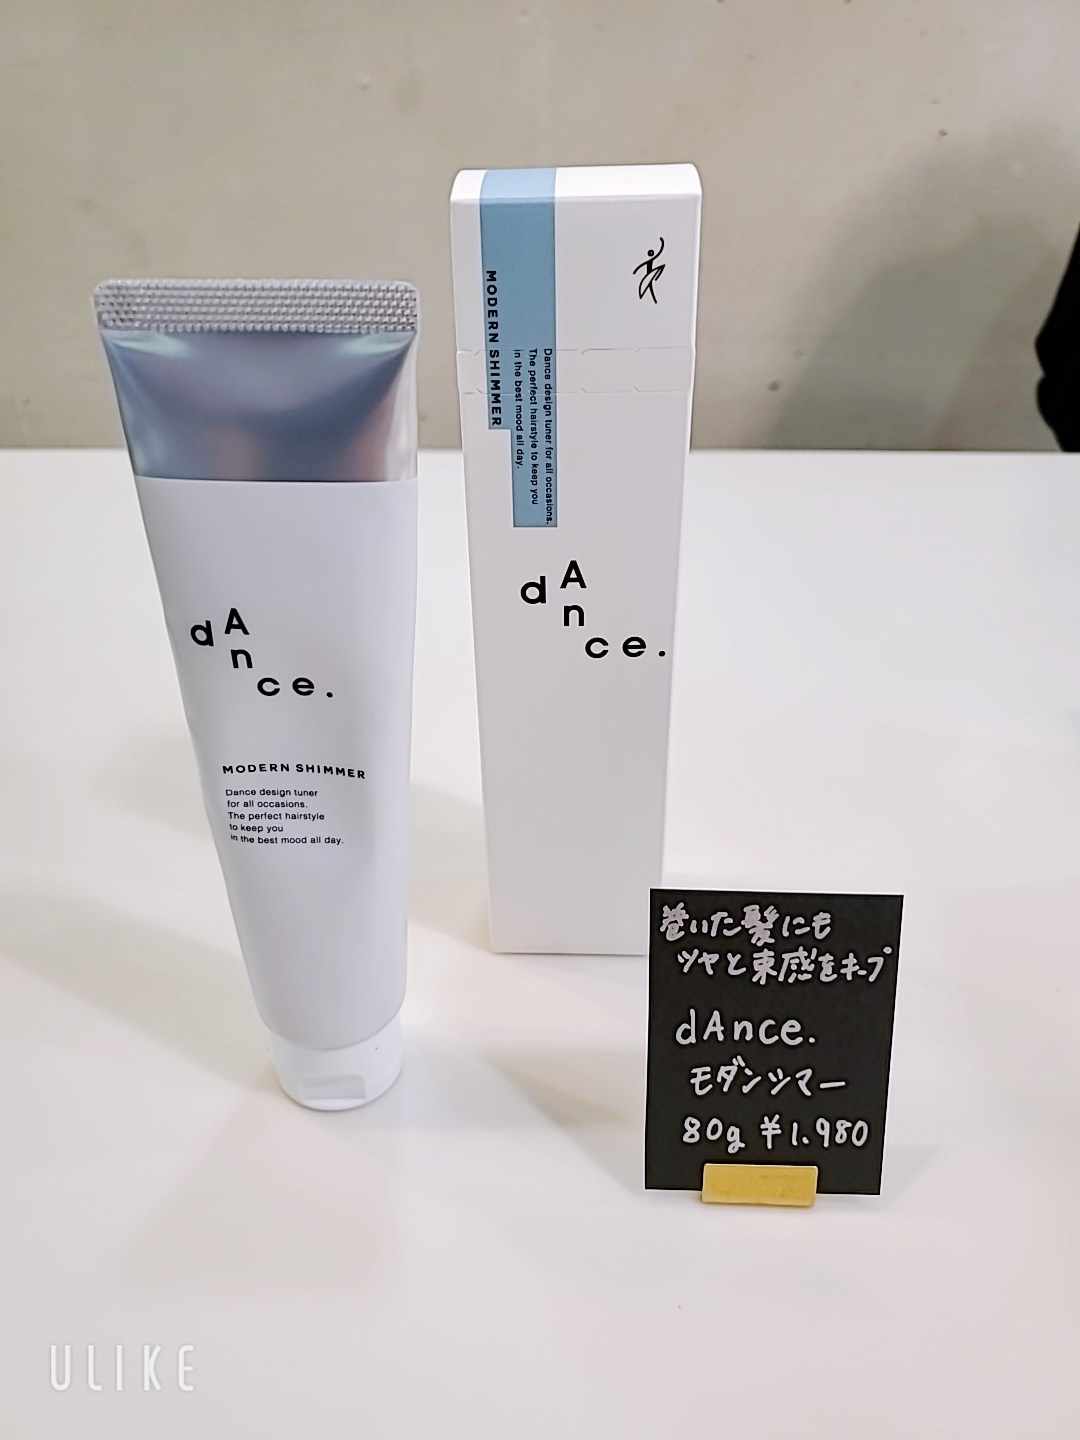 dAnce.
MODERN SHIMMER
Dance design tuner
for all occasions.
The perfect hairstyle
to keep you
in the best mood all day.
MODERN SHIMMER
Dance design tuner for all occasions.
The perfect hairstyle to keep you
in the best mood all day.
dAnce.
巻いた髪にも
ツヤと束感をキープ
dAnce.
モダンシマー
80g ¥1.980
ULIKE